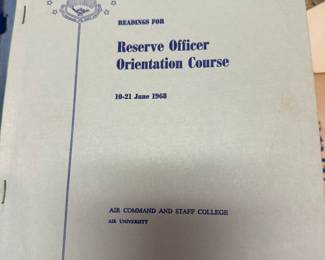 READINGS FOR
Reserve Officer
Orientation Course
10-21 June 1968
AIR COMMAND AND STAFF COLLEGE
AIR UNIVERSITY